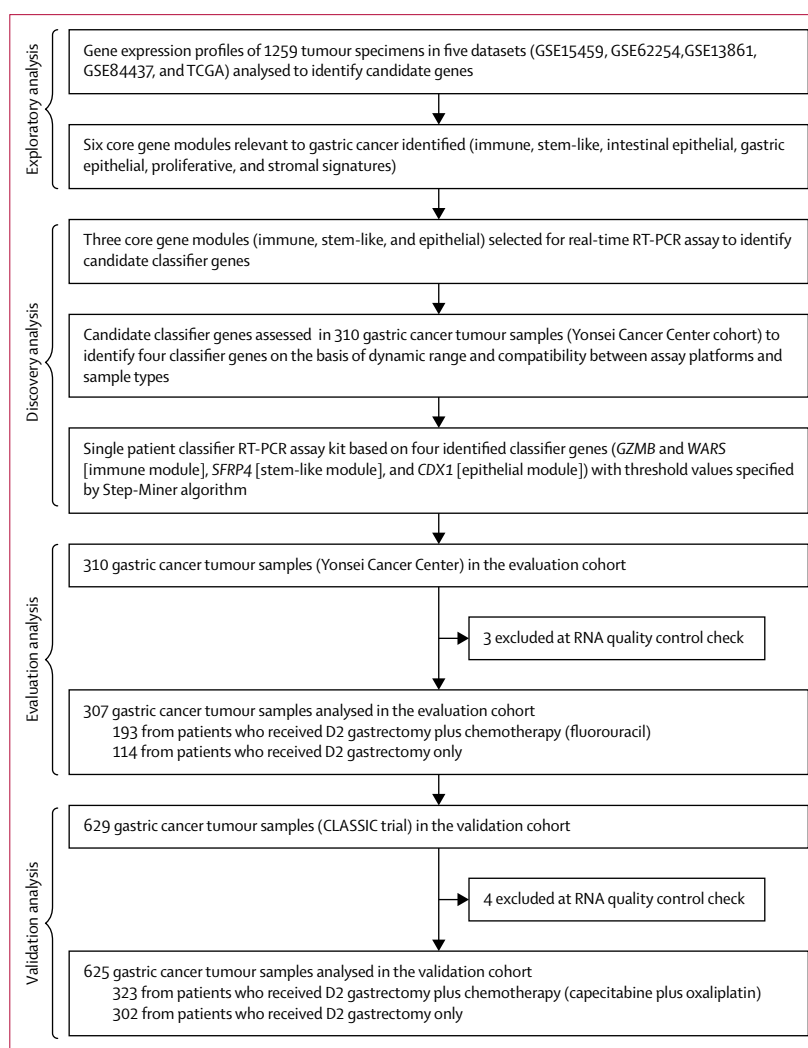 Exploratory analysis
Gene expression profiles of 1259 tumour specimens in five datasets (GSE15459, GSE62254,GSE13861,
GSE84437, and TCGA) analysed to identify candidate genes
Six core gene modules relevant to gastric cancer identified (immune, stem-like, intestinal epithelial, gastric
epithelial, proliferative, and stromal signatures)
Discovery analysis
Three core gene modules (immune, stem-like, and epithelial) selected for real-time RT-PCR assay to identify
candidate classifier genes
Candidate classifier genes assessed in 310 gastric cancer tumour samples (Yonsei Cancer Center cohort) to
identify four classifier genes on the basis of dynamic range and compatibility between assay platforms and
sample types
Single patient classifier RT-PCR assay kit based on four identified classifier genes (GZMB and WARS
[immune module], SFRP4 [stem-like module], and CDX1 [epithelial module]) with threshold values specified
by Step-Miner algorithm
Evaluation analysis
310 gastric cancer tumour samples (Yonsei Cancer Center) in the evaluation cohort
3 excluded at RNA quality control check
307 gastric cancer tumour samples analysed in the evaluation cohort
193 from patients who received D2 gastrectomy plus chemotherapy (fluorouracil)
114 from patients who received D2 gastrectomy only
Validation analysis
629 gastric cancer tumour samples (CLASSIC trial) in the validation cohort
4 excluded at RNA quality control check
625 gastric cancer tumour samples analysed in the validation cohort
323 from patients who received D2 gastrectomy plus chemotherapy (capecitabine plus oxaliplatin)
302 from patients who received D2 gastrectomy only